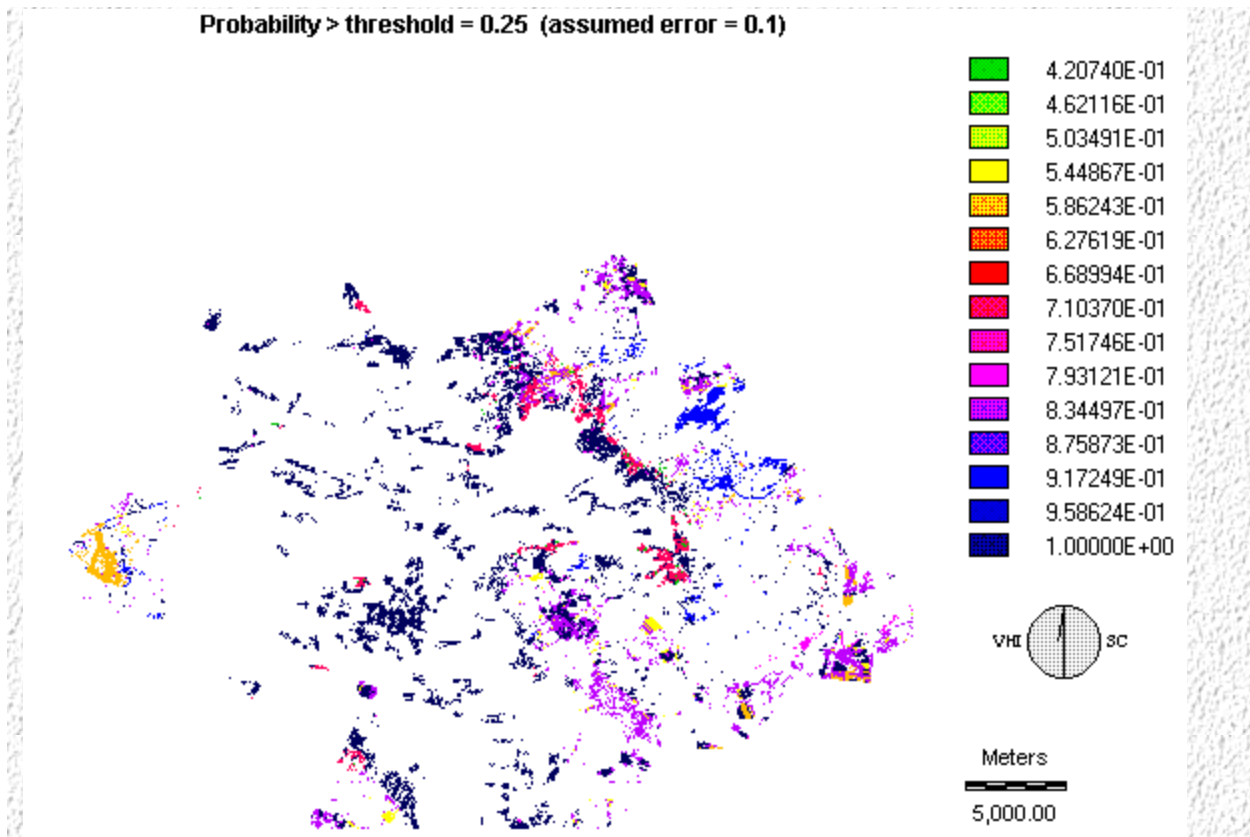 Probability > threshold = 0.25 (assumed error = 0.1)
4.20740E-01
4.62116E-01
5.03491E-01
5.44867E-01
5.86243E-01
6.27619E-01
6.68994E-01
7.10370E-01
7.51746E-01
7.93121E-01
8.34497E-01
8.75873E-01
9.17249E-01
9.58624E-01
1.00000E+00
VHI SC
Meters
5,000.00